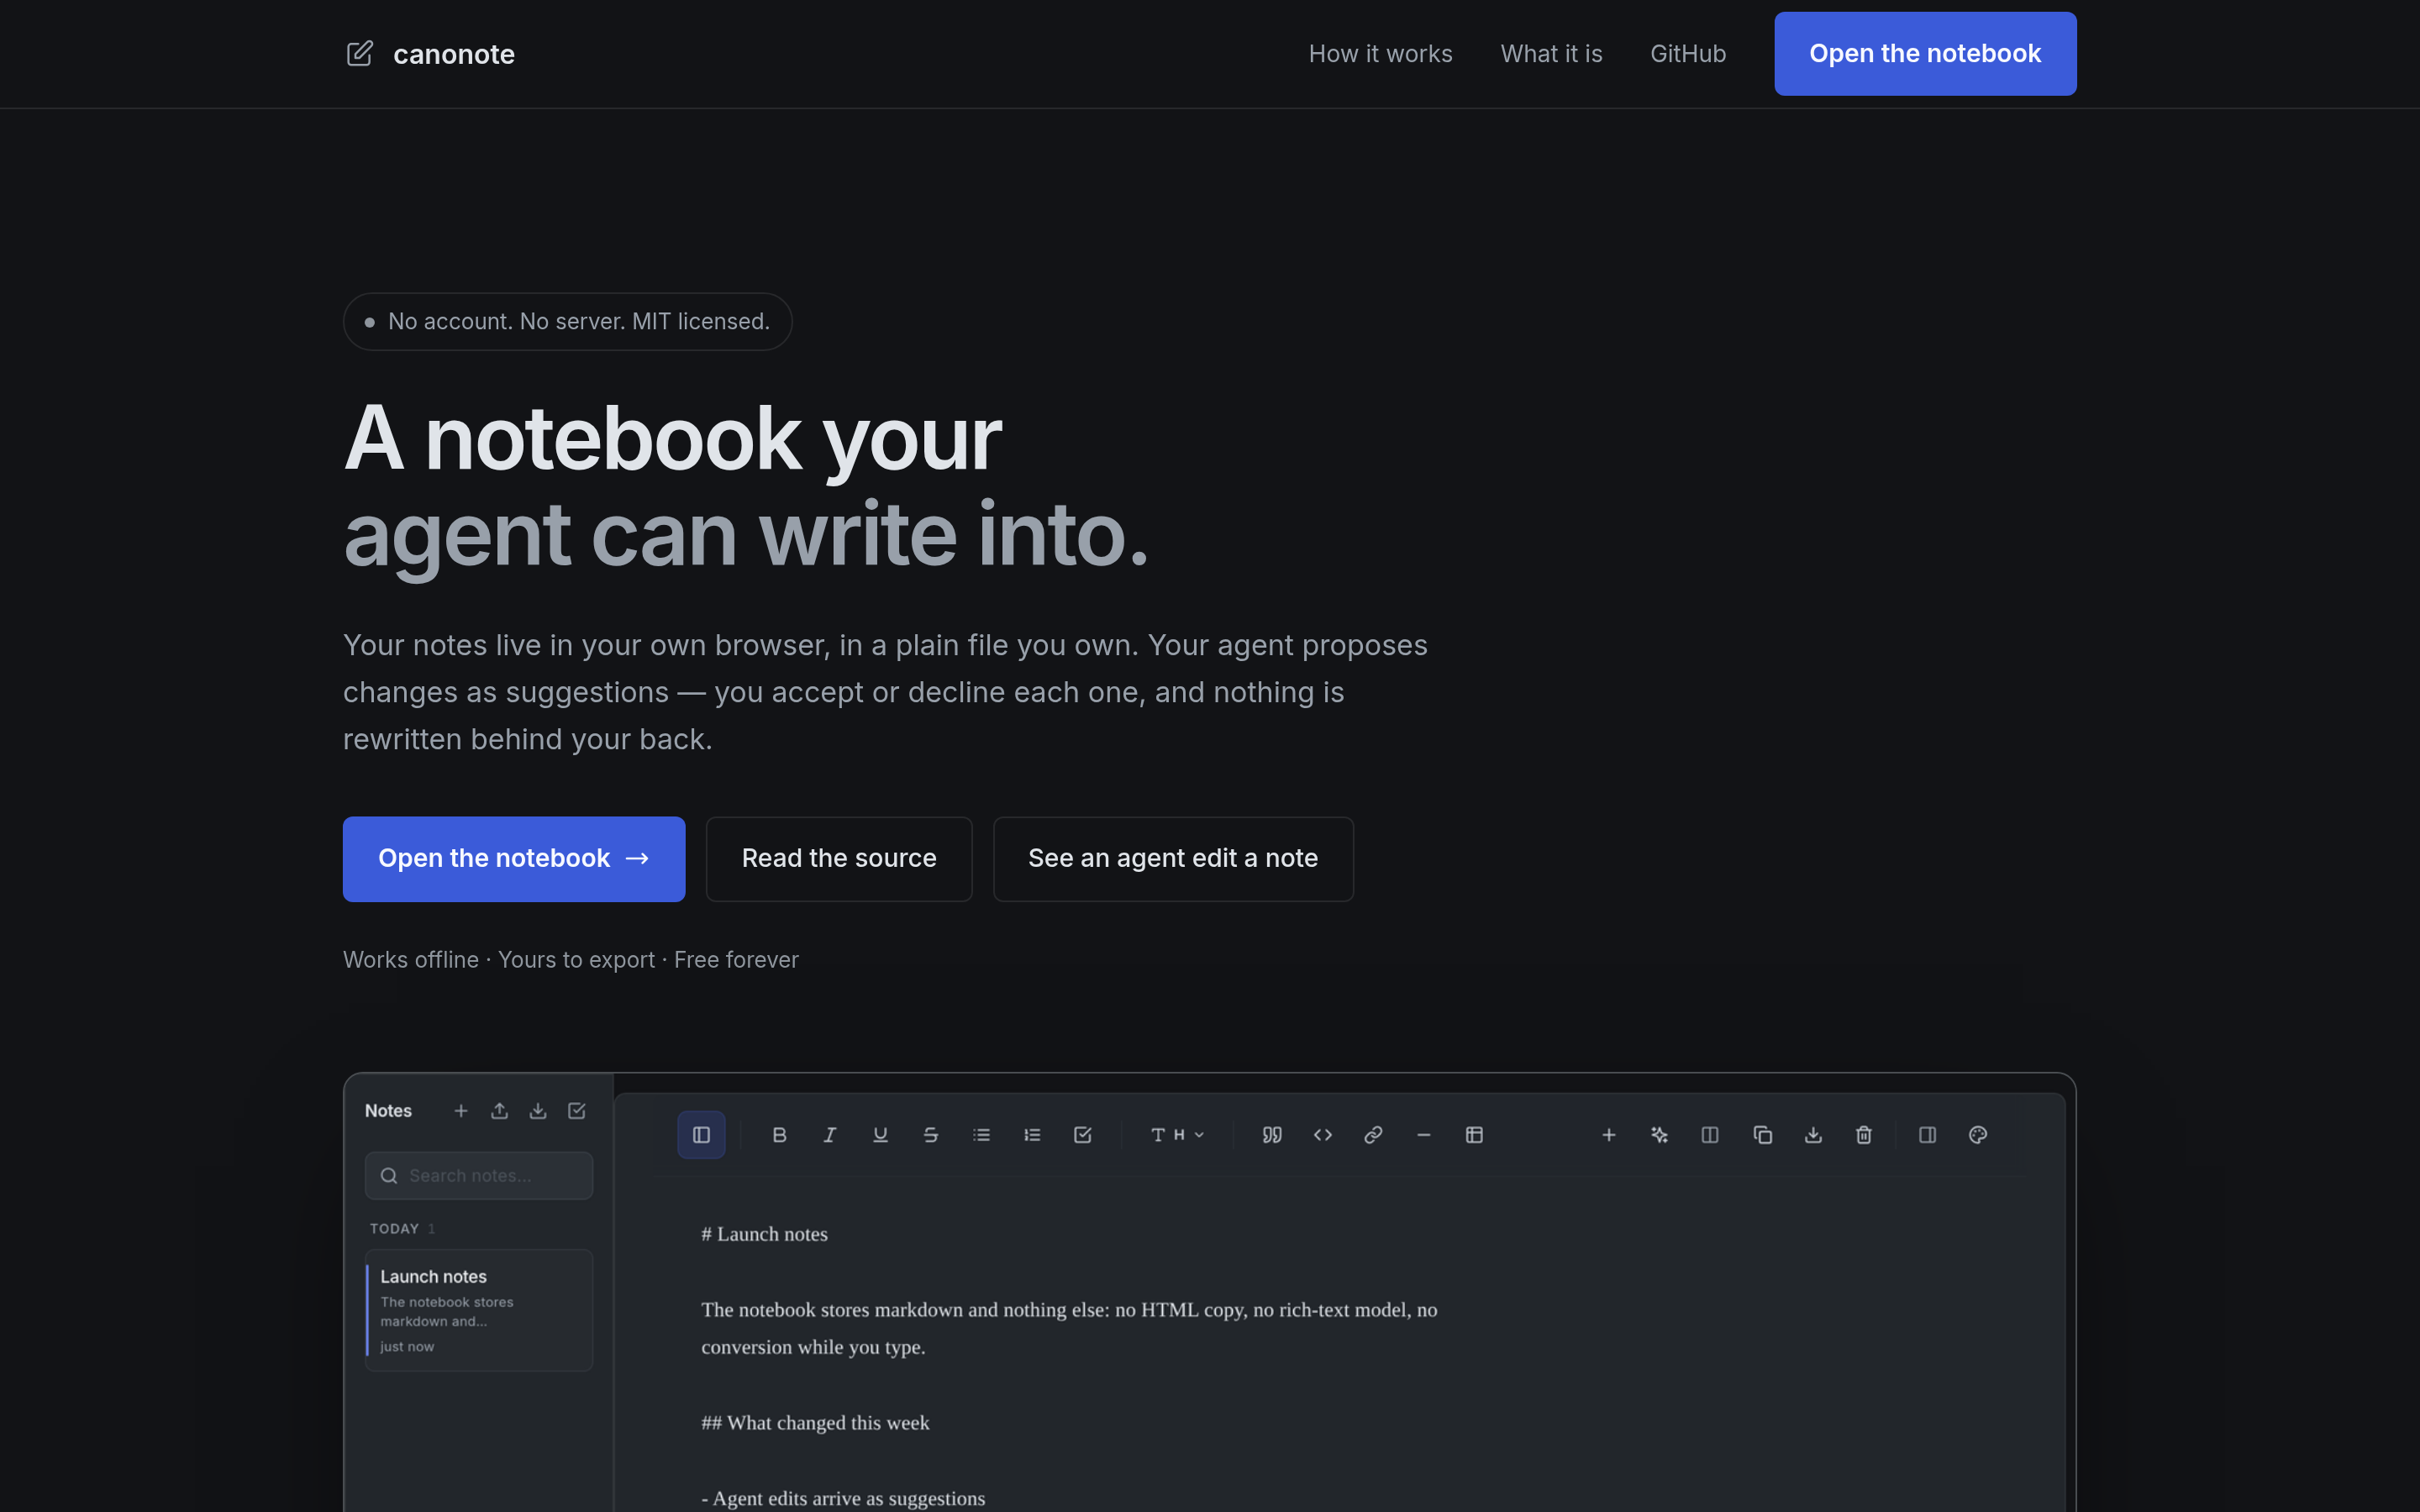 canonote
How it works
What it is
GitHub
Open the notebook
No account. No server. MIT licensed.
A notebook your
agent can write into.
Your notes live in your own browser, in a plain file you own. Your agent proposes
changes as suggestions — you accept or decline each one, and nothing is
rewritten behind your back.
Open the notebook →
Read the source
See an agent edit a note
Works offline · Yours to export · Free forever
Notes
Search notes...
TODAY 1
Launch notes
The notebook stores
markdown and...
just now
H
# Launch notes
The notebook stores markdown and nothing else: no HTML copy, no rich-text model, no
conversion while you type.
## What changed this week
- Agent edits arrive as suggestions